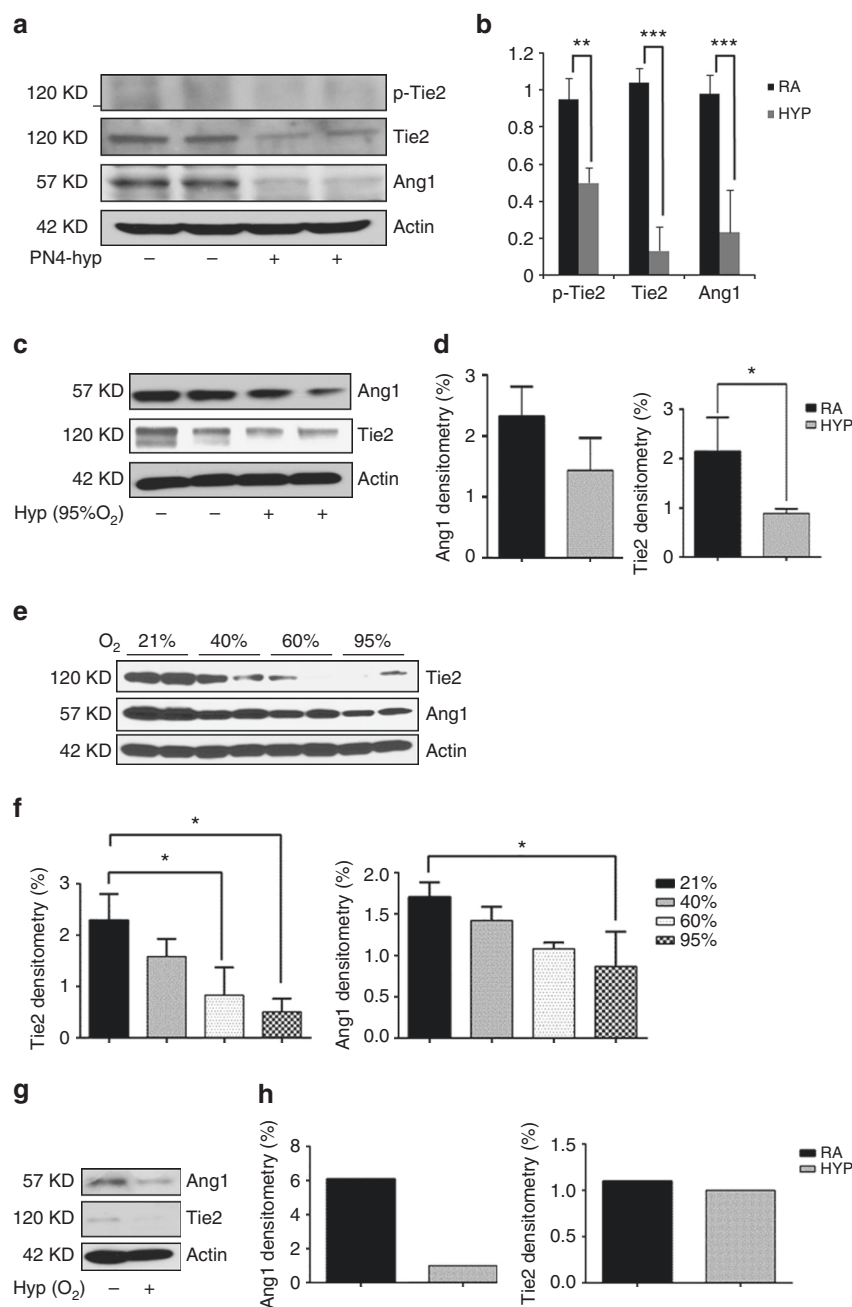 a
120 KD
p-Tie2
120 KD
Tie2
57 KD
Ang1
42 KD
Actin
PN4-hyp
– – + +
b
**
***
***
RA
HYP
1.2
1
0.8
0.6
0.4
0.2
0
p-Tie2 Tie2 Ang1
c
57 KD
Ang1
120 KD
Tie2
42 KD
Actin
Hyp (95%O₂)
– – + +
d
Ang1 densitometry (%)
3
2
1
0
Tie2 densitometry (%)
3
2
1
0
*
RA
HYP
e
O₂ 21% 40% 60% 95%
120 KD
Tie2
57 KD
Ang1
42 KD
Actin
f
Tie2 densitometry (%)
3
2
1
0
*
*
Ang1 densitometry (%)
2.0
1.5
1.0
0.5
0.0
*
21%
40%
60%
95%
g
57 KD
Ang1
120 KD
Tie2
42 KD
Actin
Hyp (O₂)
– +
h
Ang1 densitometry (%)
8
6
4
2
0
Tie2 densitometry (%)
1.5
1.0
0.5
0.0
RA
HYP